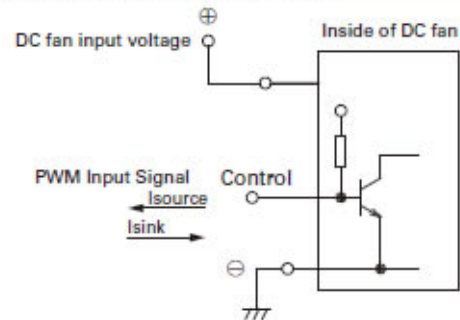 ⊕
Inside of DC fan
DC fan input voltage
PWM Input Signal
Control
Isource
Isink
⊖